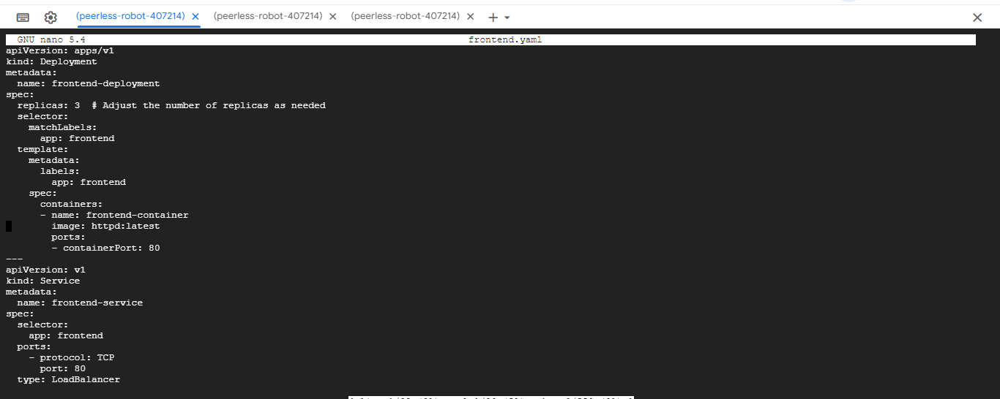 (peerless-robot-407214) (peerless-robot-407214) (peerless-robot-407214)
GNU nano 5.4 frontend.yaml
apiVersion: apps/v1
kind: Deployment
metadata:
  name: frontend-deployment
spec:
  replicas: 3  # Adjust the number of replicas as needed
  selector:
    matchLabels:
      app: frontend
  template:
    metadata:
      labels:
        app: frontend
    spec:
      containers:
      - name: frontend-container
        image: httpd:latest
        ports:
        - containerPort: 80
---
apiVersion: v1
kind: Service
metadata:
  name: frontend-service
spec:
  selector:
    app: frontend
  ports:
    - protocol: TCP
      port: 80
  type: LoadBalancer